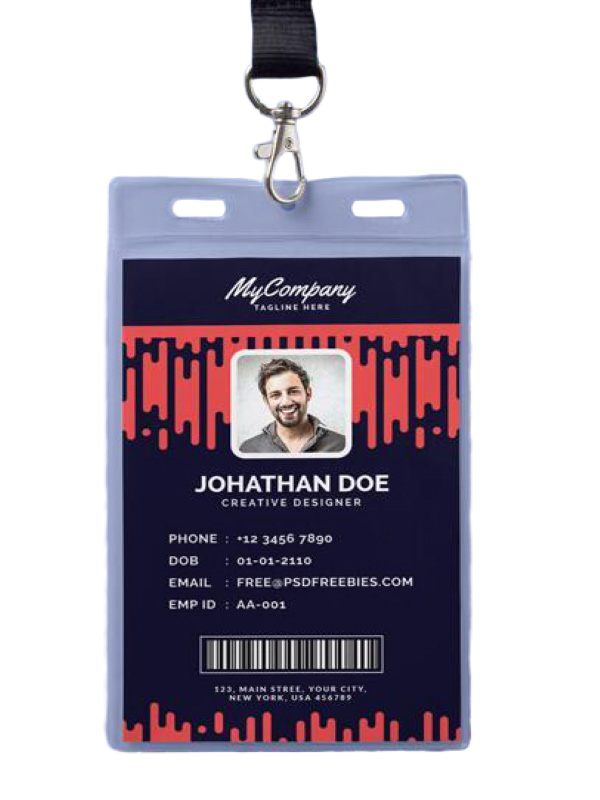 MyCompany
TAGLINE HERE
JOHATHAN DOE
CREATIVE DESIGNER
PHONE : +12 3456 7890
DOB : 01-01-2110
EMAIL : FREE@PSDFREEBIES.COM
EMP ID : AA-001
123, MAIN STREE, YOUR CITY,
NEW YORK, USA 456789